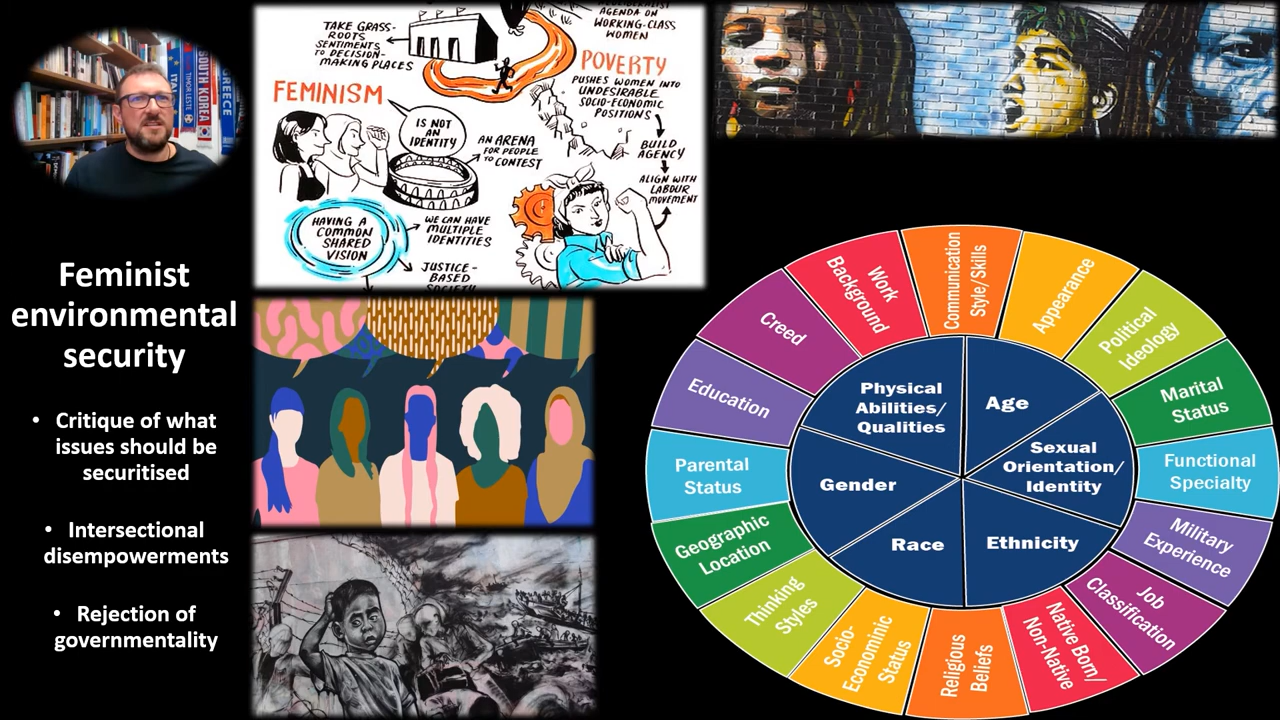 ITALIA
TIMOR LESTE
SOUTH KOREA
GREECE
Feminist
environmental
security
• Critique of what
issues should be
securitised
• Intersectional
disempowerments
• Rejection of
governmentality
TAKE GRASS-
ROOTS
SENTIMENTS
TO DECISION-
MAKING PLACES
AGENDA ON
WORKING-CLASS
WOMEN
FEMINISM
IS NOT
AN
IDENTITY
AN ARENA
FOR PEOPLE
TO CONTEST
HAVING A
COMMON
SHARED
VISION
WE CAN HAVE
MULTIPLE
IDENTITIES
JUSTICE-
BASED
SOCIETY
POVERTY
PUSHES WOMEN INTO
UNDESIRABLE
SOCIO-ECONOMIC
POSITIONS
BUILD
AGENCY
ALIGN WITH
LABOUR
MOVEMENT
Communication
Style/Skills
Appearance
Political
Ideology
Marital
Status
Functional
Specialty
Military
Experience
Job
Classification
Native Born/
Non-Native
Religious
Beliefs
Socio-
Econominic
Status
Thinking
Styles
Geographic
Location
Parental
Status
Education
Creed
Work
Background
Physical
Abilities/
Qualities
Age
Sexual
Orientation/
Identity
Ethnicity
Race
Gender